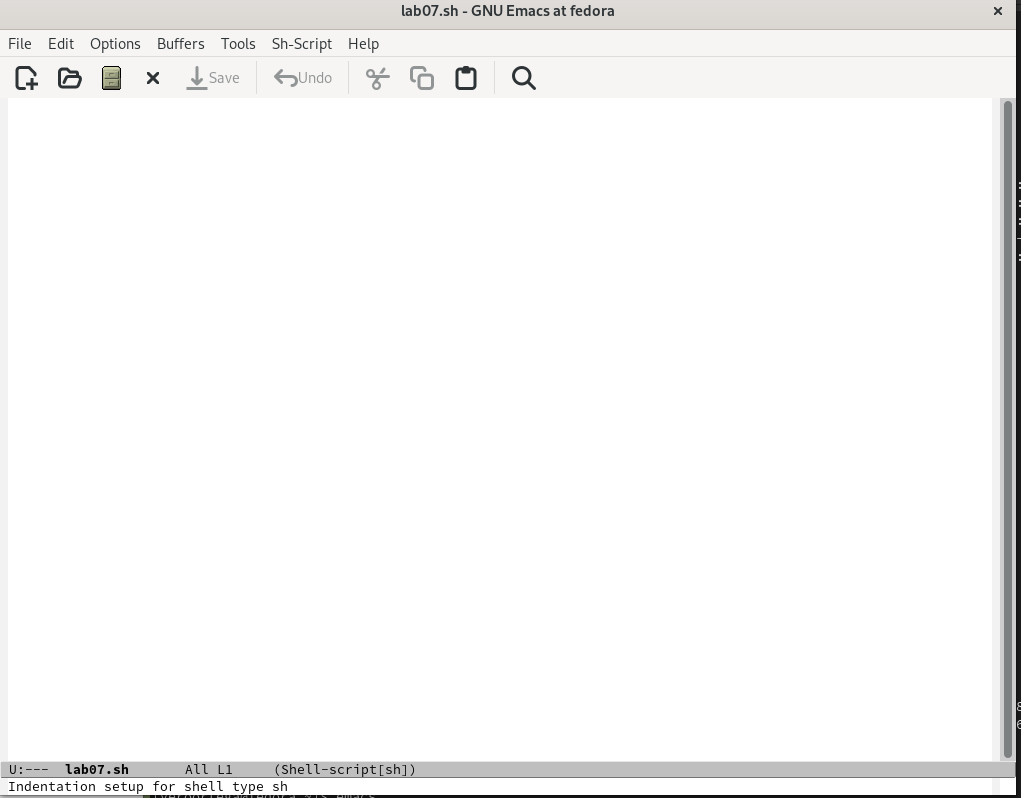 lab07.sh - GNU Emacs at fedora
File Edit Options Buffers Tools Sh-Script Help
Save Undo
U:--- lab07.sh All L1 (Shell-script[sh])
Indentation setup for shell type sh